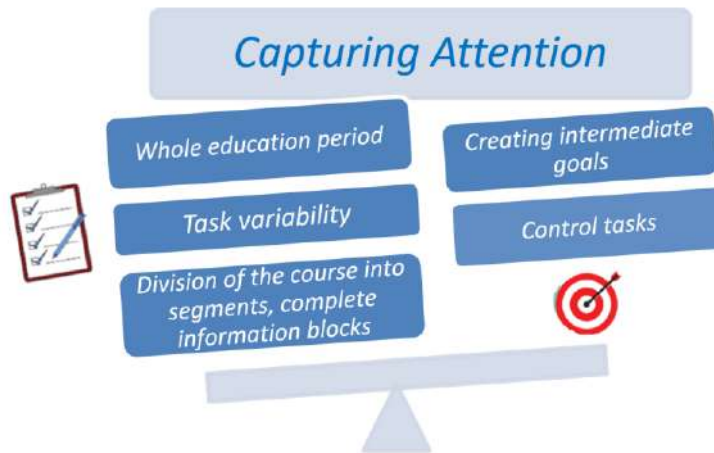 Capturing Attention
Whole education period
Task variability
Division of the course into
segments, complete
information blocks
Creating intermediate
goals
Control tasks